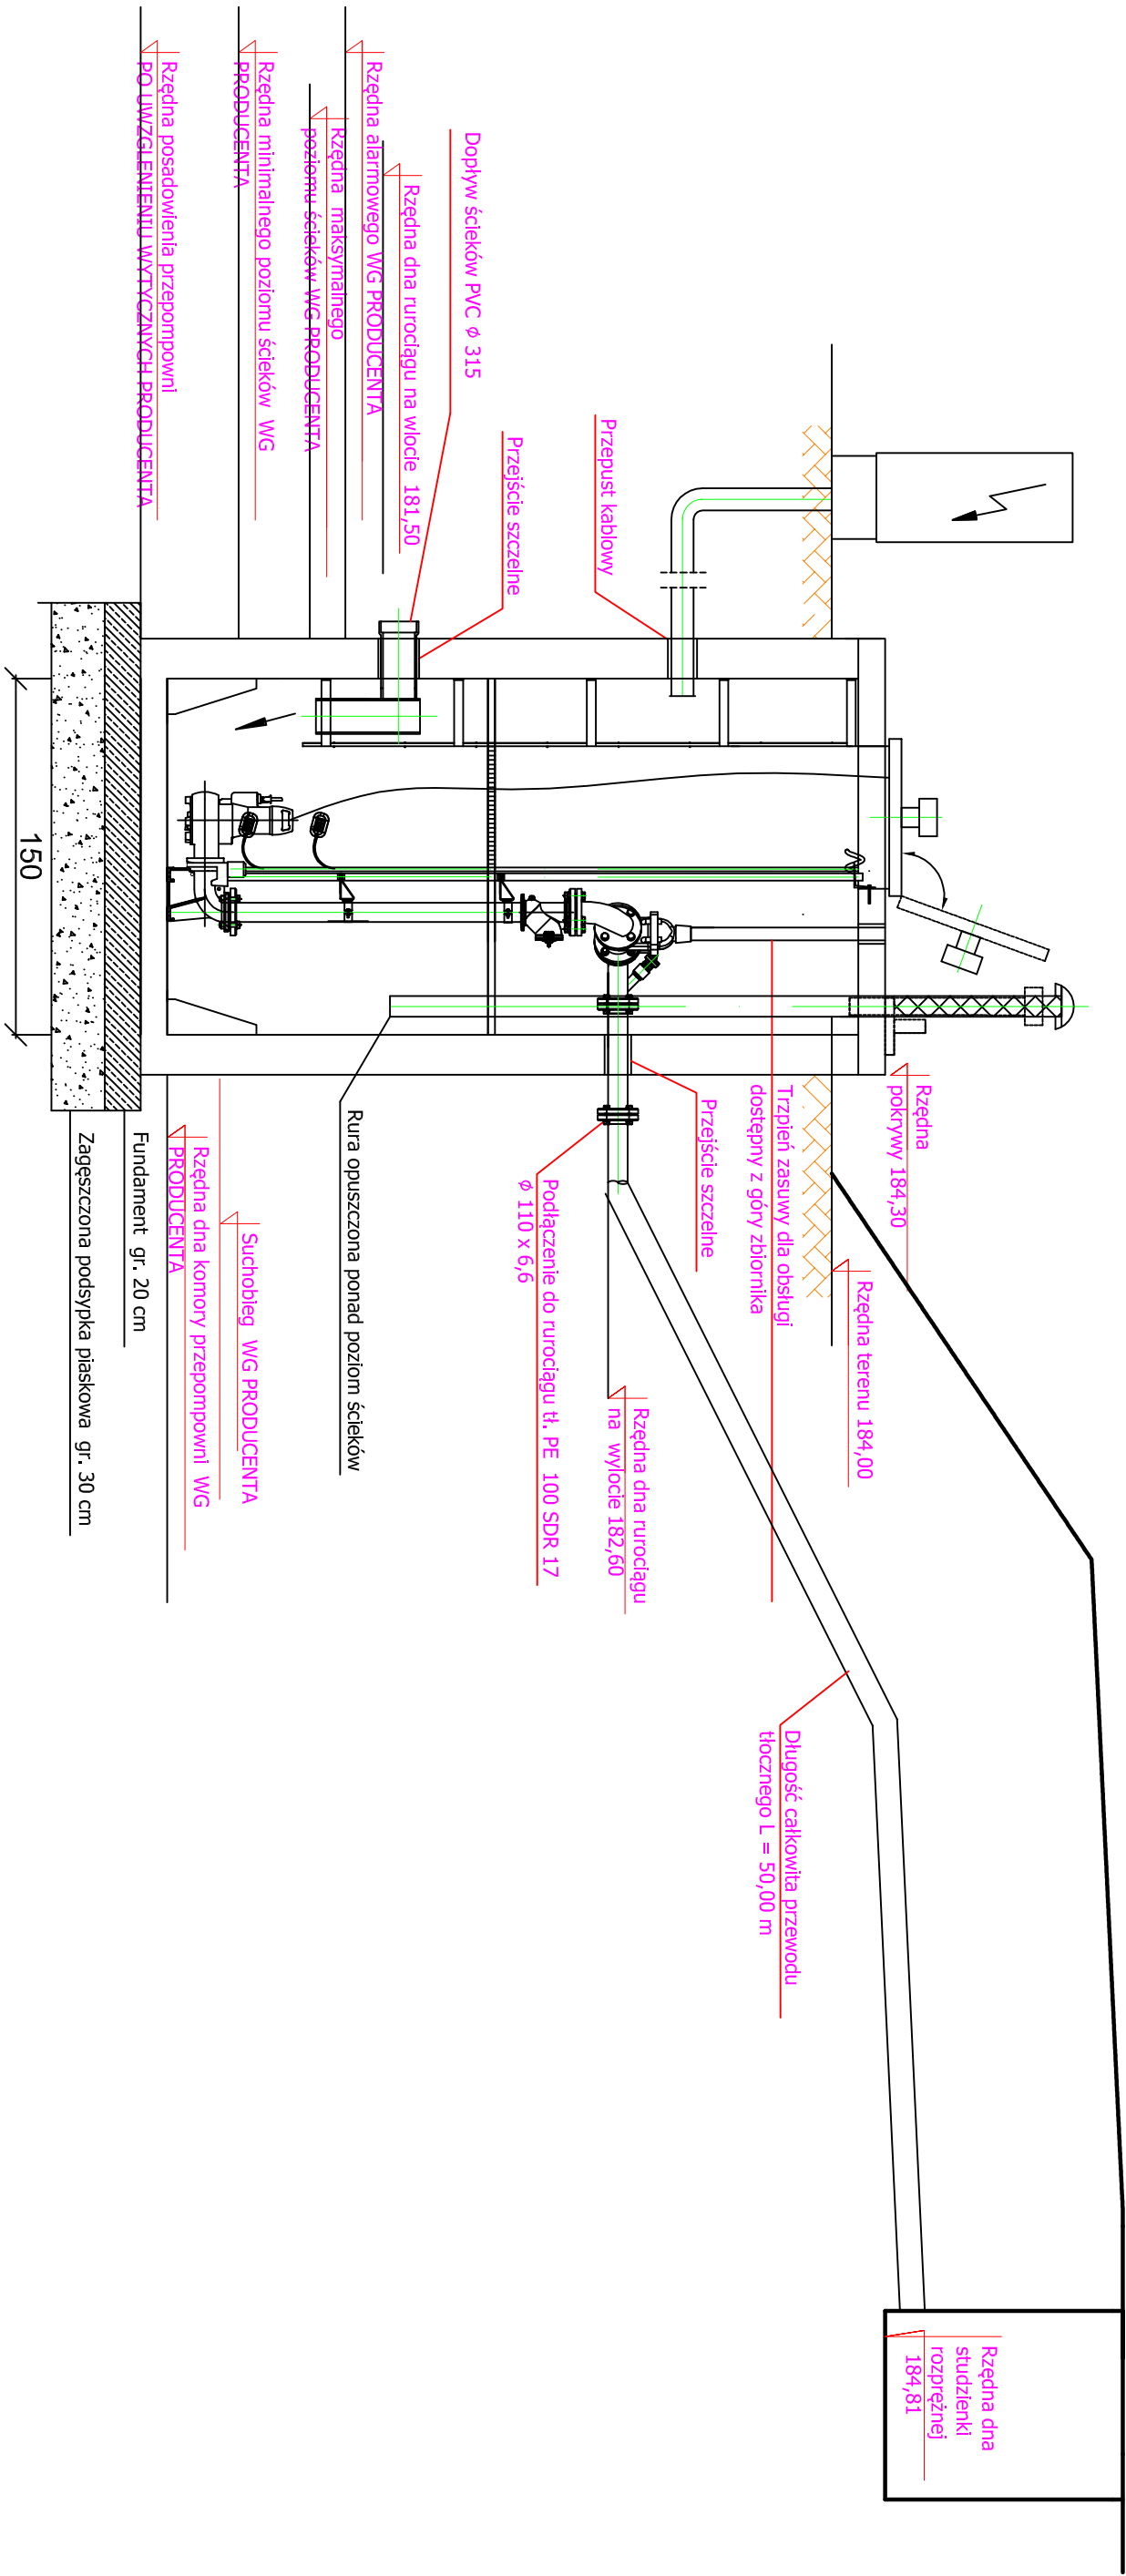 Rzędna
pokrywy 184,30
Rzędna terenu 184,00
Trzpień zasuwy dla obsługi
dostępny z góry zbiornika
Przejście szczelne
Rzędna dna rurociągu
na wylocie 182,60
Podłączenie do rurociągu tł. PE 100 SDR 17
ϕ 110 x 6,6
Rura opuszczona ponad poziom ścieków
Suchobieg WG PRODUCENTA
Rzędna dna komory przepompowni WG
PRODUCENTA
Fundament gr. 20 cm
Zagęszczona podsypka piaskowa gr. 30 cm
Długość całkowita przewodu
tłocznego L = 50,00 m
Rzędna dna
studzienki
rozprężnej
184,81
Przepust kablowy
Przejście szczelne
Dopływ ścieków PVC ϕ 315
Rzędna dna rurociągu na wlocie 181,50
Rzędna alarmowego WG PRODUCENTA
Rzędna maksymalnego
poziomu ścieków WG PRODUCENTA
Rzędna minimalnego poziomu ścieków WG
PRODUCENTA
Rzędna posadowienia przepompowni
PO UWZGLENIENIU WYTYCZNYCH PRODUCENTA
150